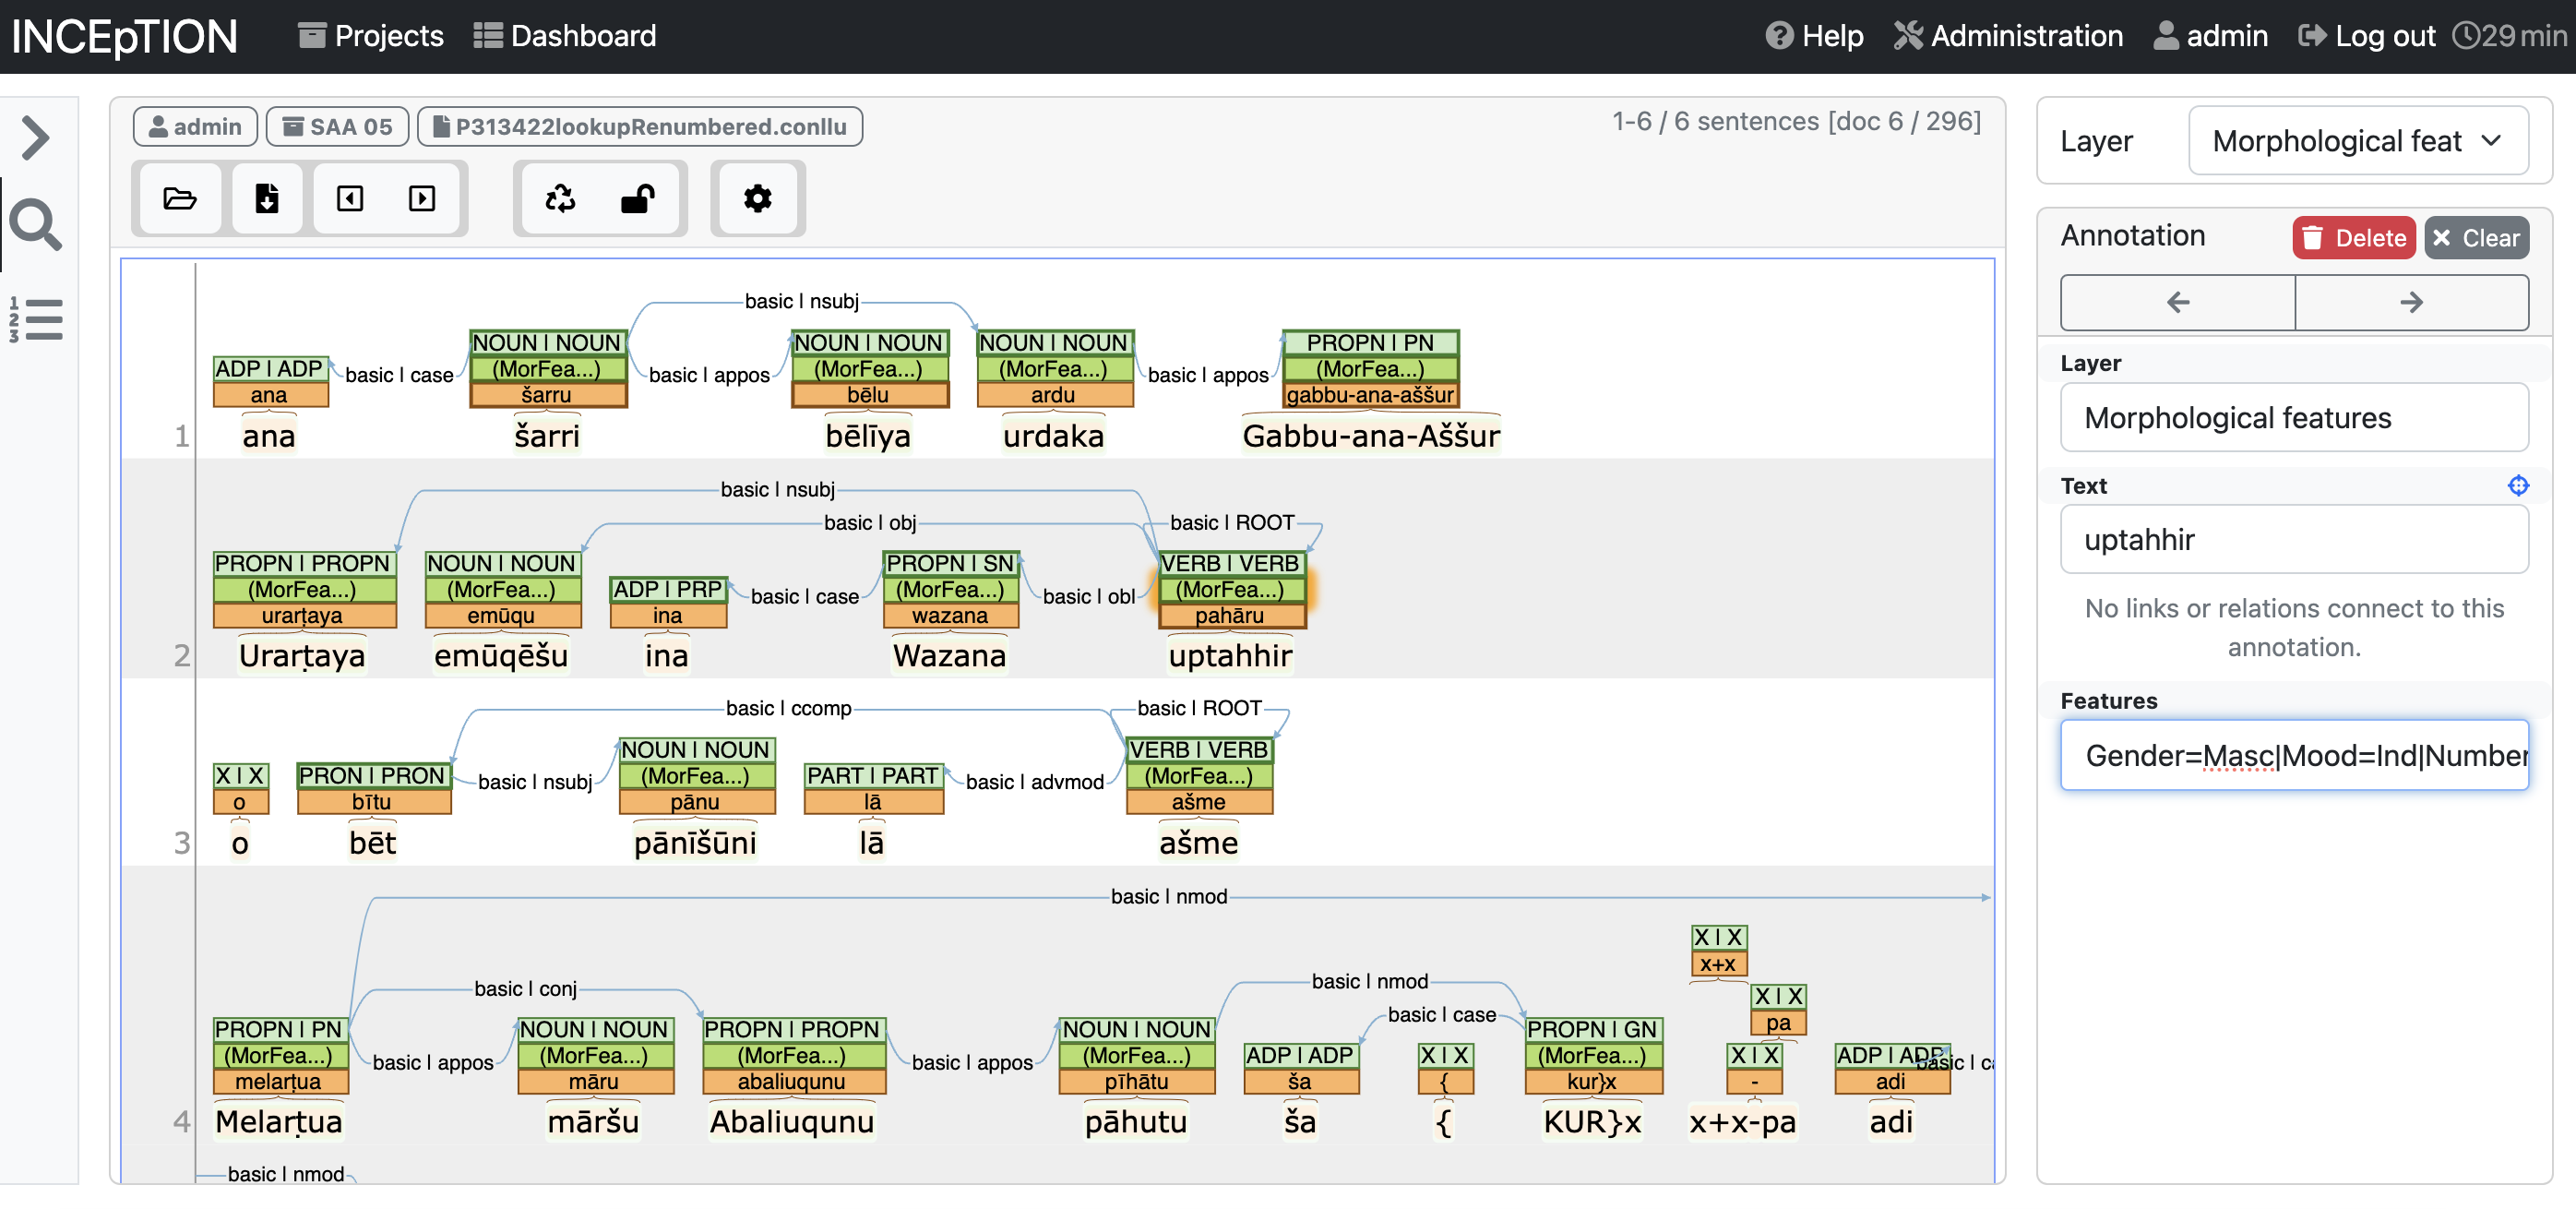 INCEpTION Projects Dashboard Help Administration admin Log out 29 min
admin SAA 05 P313422lookupRenumbered.conllu 1-6 / 6 sentences [doc 6 / 296]
basic | nsubj
NOUN | NOUN NOUN | NOUN NOUN | NOUN PROPN | PN
ADP | ADP basic | case (MorFea...) basic | appos (MorFea...) (MorFea...) basic | appos (MorFea...)
ana šarru bēlu ardu gabbu-ana-aššur
1 ana šarri bēlīya urdaka Gabbu-ana-Aššur
basic | nsubj
basic | obj basic | ROOT
PROPN | PROPN NOUN | NOUN PROPN | SN VERB | VERB
(MorFea...) (MorFea...) ADP | PRP basic | case (MorFea...) basic | obl (MorFea...)
urarṭaya emūqu ina wazana pahāru
2 Urarṭaya emūqēšu ina Wazana uptahhir
basic | ccomp basic | ROOT
NOUN | NOUN VERB | VERB
X | X PRON | PRON basic | nsubj (MorFea...) PART | PART basic | advmod (MorFea...)
o bītu pānu lā ašme
3 o bēt pānīšūni lā ašme
basic | nmod
X | X
x+x
basic | conj basic | nmod X | X
basic | case pa
PROPN | PN NOUN | NOUN PROPN | PROPN NOUN | NOUN PROPN | GN
(MorFea...) basic | appos (MorFea...) (MorFea...) basic | appos (MorFea...) ADP | ADP X | X (MorFea...) X | X ADP | ADP basic | ca
melarṭua māru abaliuqunu pīhātu ša { kur}x - adi
4 Melarṭua māršu Abaliuqunu pāhutu ša { KUR}x x+x-pa adi
basic | nmod
Layer Morphological feat
Annotation Delete Clear
Layer
Morphological features
Text
uptahhir
No links or relations connect to this
annotation.
Features
Gender=Masc|Mood=Ind|Number